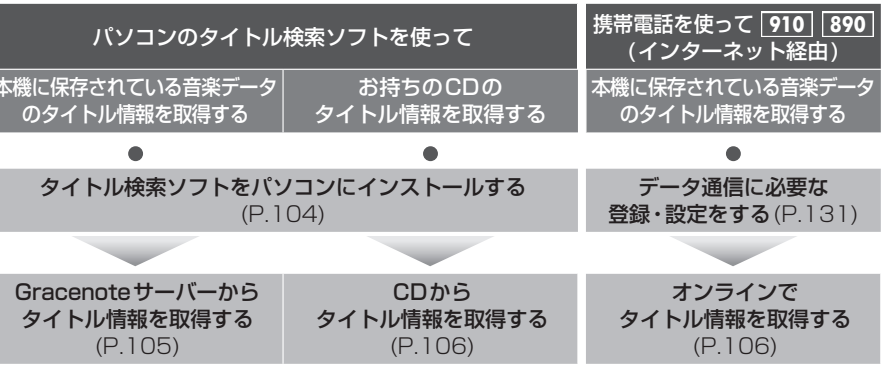 パソコンのタイトル検索ソフトを使って
携帯電話を使って 910 890
(インターネット経由)
本機に保存されている音楽データ
のタイトル情報を取得する
お持ちのCDの
タイトル情報を取得する
本機に保存されている音楽データ
のタイトル情報を取得する
タイトル検索ソフトをパソコンにインストールする
(P.104)
データ通信に必要な
登録・設定をする(P.131)
Gracenoteサーバーから
タイトル情報を取得する
(P.105)
CDから
タイトル情報を取得する
(P.106)
オンラインで
タイトル情報を取得する
(P.106)